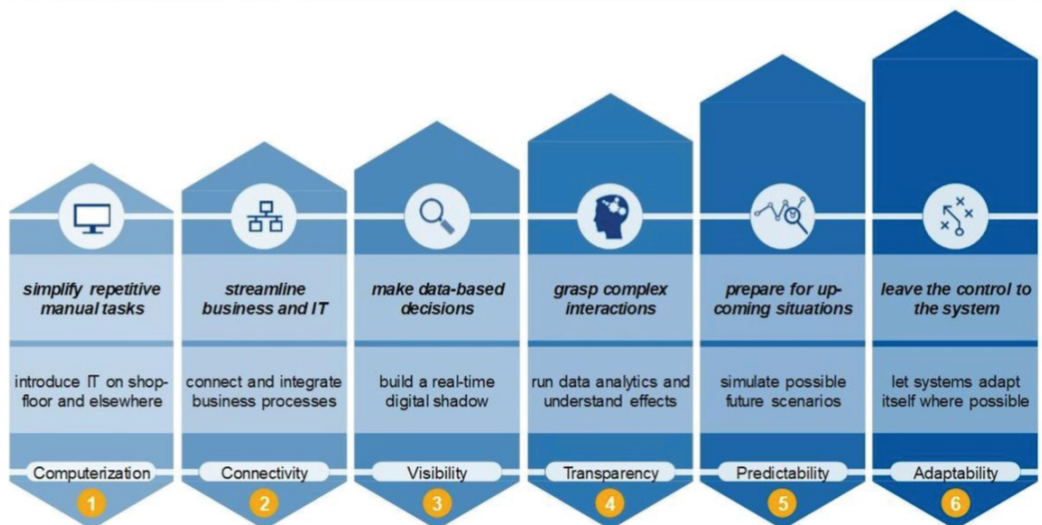 simplify repetitive
manual tasks
introduce IT on shop-
floor and elsewhere
Computerization
1
streamline
business and IT
connect and integrate
business processes
Connectivity
2
make data-based
decisions
build a real-time
digital shadow
Visibility
3
grasp complex
interactions
run data analytics and
understand effects
Transparency
4
prepare for up-
coming situations
simulate possible
future scenarios
Predictability
5
leave the control to
the system
let systems adapt
itself where possible
Adaptability
6